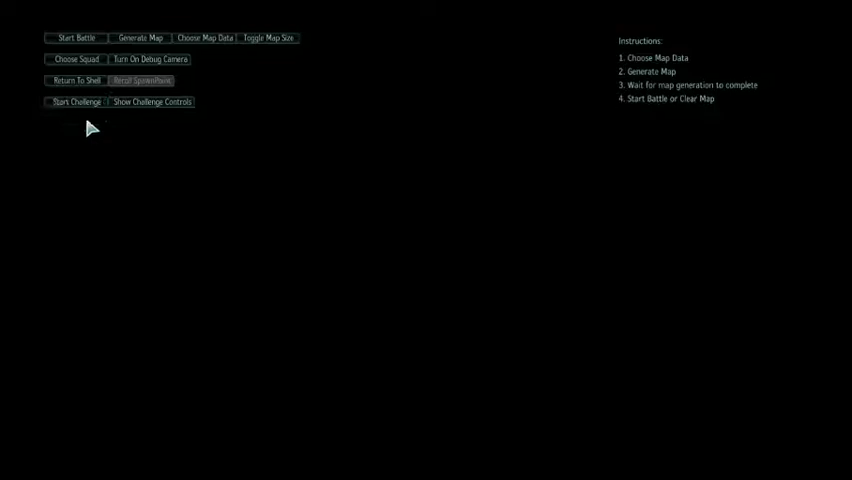 Start Battle Generate Map Choose Map Data Toggle Map Size
Choose Squad Turn On Debug Camera
Return To Shell Reroll SpawnPoint
Start Challenge Show Challenge Controls
Instructions:
1. Choose Map Data
2. Generate Map
3. Wait for map generation to complete
4. Start Battle or Clear Map